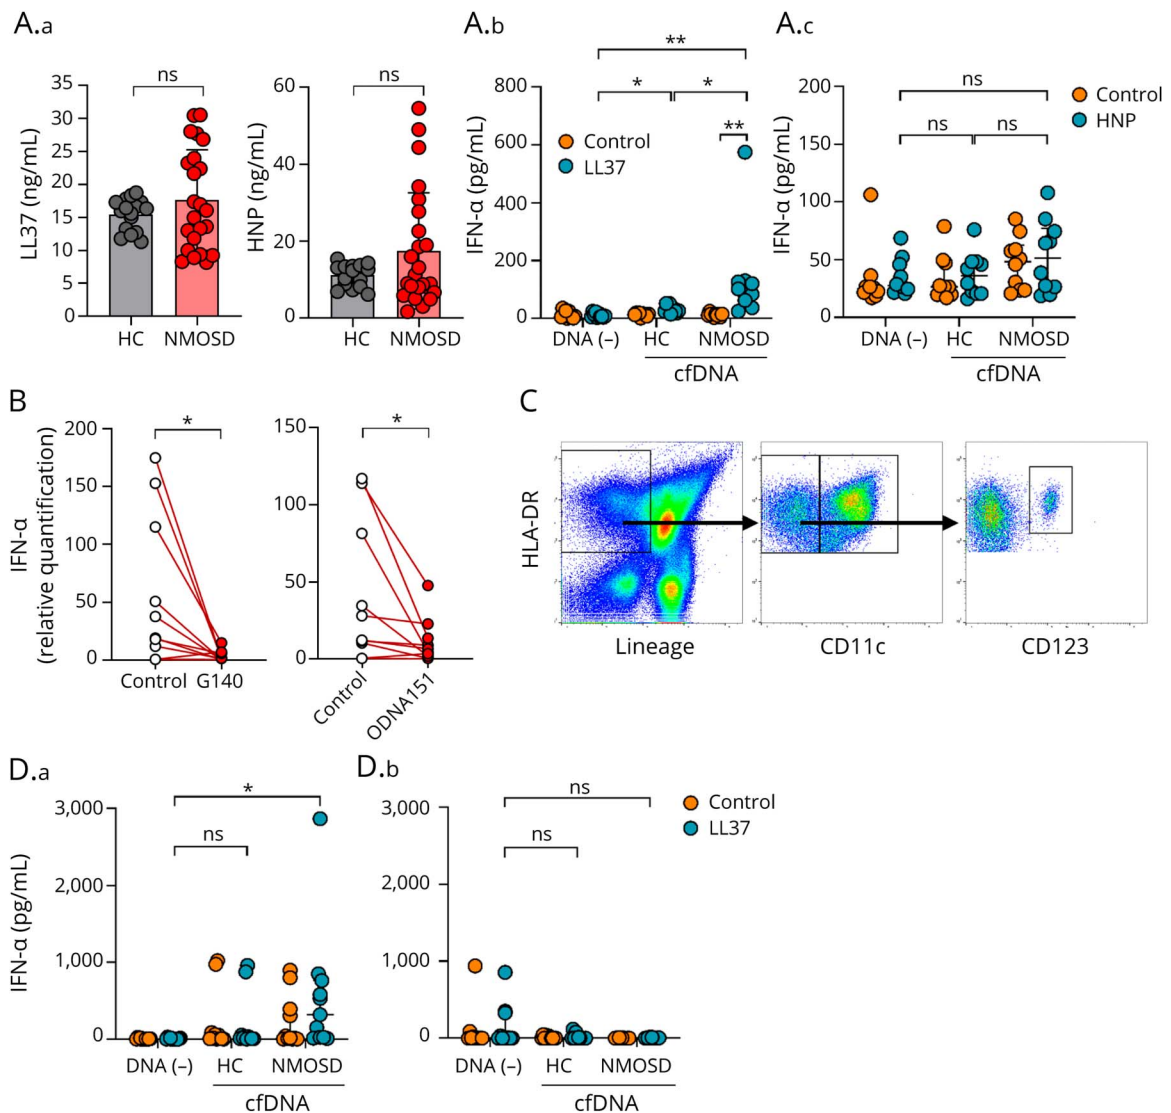 A.a
A.b
A.c
LL37 (ng/mL)
35
30
25
20
15
10
5
0
ns
HC
NMOSD
HNP (ng/mL)
60
40
20
0
ns
HC
NMOSD
IFN-α (pg/mL)
800
600
400
200
0
**
*
*
**
Control
LL37
DNA (–)
HC
NMOSD
cfDNA
IFN-α (pg/mL)
200
150
100
50
0
ns
ns
ns
Control
HNP
DNA (–)
HC
NMOSD
cfDNA
B
C
IFN-α
(relative quantification)
200
150
100
50
0
*
Control
G140
150
100
50
0
*
Control
ODNA151
HLA-DR
Lineage
CD11c
CD123
D.a
D.b
IFN-α (pg/mL)
3,000
2,000
1,000
0
*
ns
DNA (–)
HC
NMOSD
cfDNA
3,000
2,000
1,000
0
ns
ns
Control
LL37
DNA (–)
HC
NMOSD
cfDNA